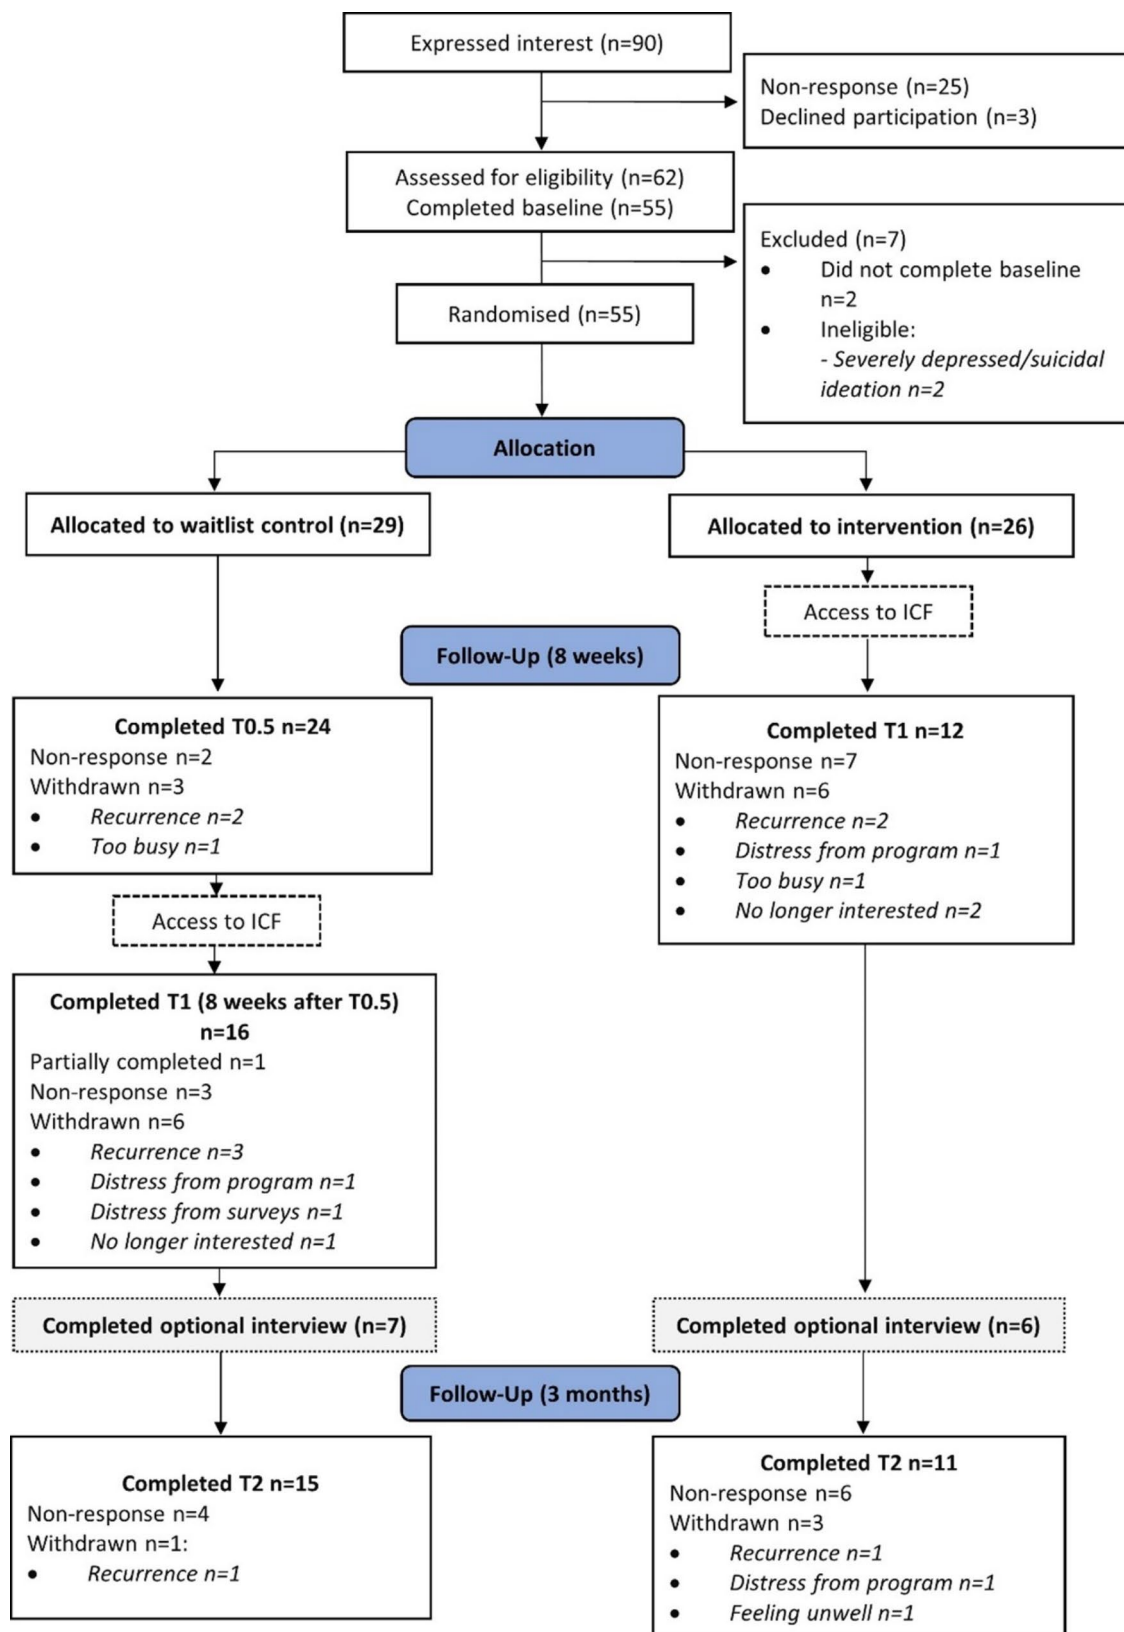 Expressed interest (n=90)
Non-response (n=25)
Declined participation (n=3)
Assessed for eligibility (n=62)
Completed baseline (n=55)
Excluded (n=7)
• Did not complete baseline
n=2
• Ineligible:
- Severely depressed/suicidal
ideation n=2
Randomised (n=55)
Allocation
Allocated to waitlist control (n=29)
Allocated to intervention (n=26)
Access to ICF
Follow-Up (8 weeks)
Completed T0.5 n=24
Non-response n=2
Withdrawn n=3
• Recurrence n=2
• Too busy n=1
Completed T1 n=12
Non-response n=7
Withdrawn n=6
• Recurrence n=2
• Distress from program n=1
• Too busy n=1
• No longer interested n=2
Access to ICF
Completed T1 (8 weeks after T0.5)
n=16
Partially completed n=1
Non-response n=3
Withdrawn n=6
• Recurrence n=3
• Distress from program n=1
• Distress from surveys n=1
• No longer interested n=1
Completed optional interview (n=7)
Completed optional interview (n=6)
Follow-Up (3 months)
Completed T2 n=15
Non-response n=4
Withdrawn n=1:
• Recurrence n=1
Completed T2 n=11
Non-response n=6
Withdrawn n=3
• Recurrence n=1
• Distress from program n=1
• Feeling unwell n=1